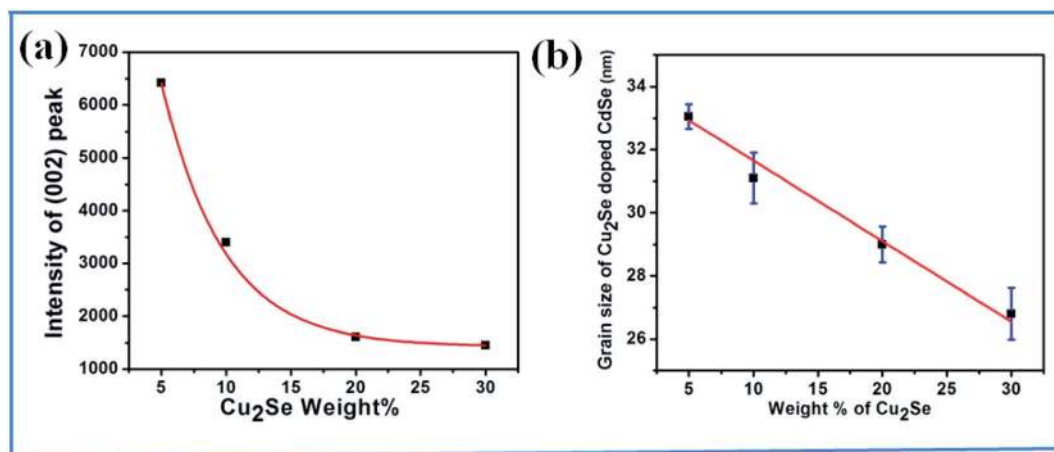 (a)
7000
6000
5000
4000
3000
2000
1000
5 10 15 20 25 30
Intensity of (002) peak
Cu2Se Weight%
(b)
34
32
30
28
26
5 10 15 20 25 30
Grain size of Cu2Se doped CdSe (nm)
Weight % of Cu2Se